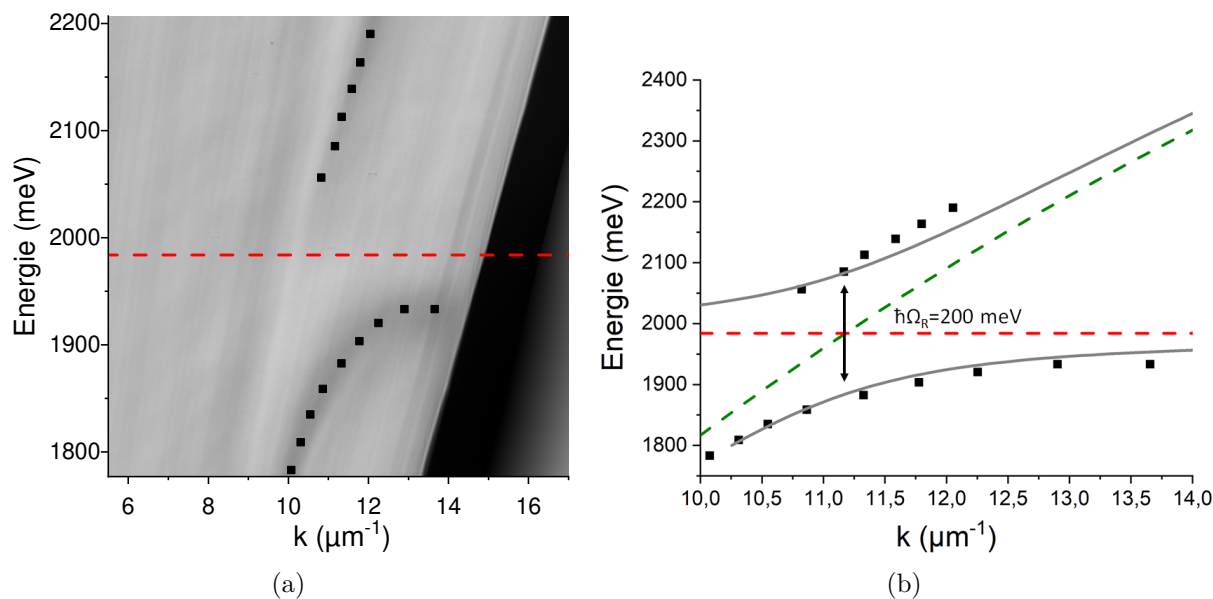 2200
2100
2000
1900
1800
Energie (meV)
6 8 10 12 14 16
k (µm⁻¹)
(a)
2400
2300
2200
2100
2000
1900
1800
Energie (meV)
ħΩ_R=200 meV
10,0 10,5 11,0 11,5 12,0 12,5 13,0 13,5 14,0
k (µm⁻¹)
(b)